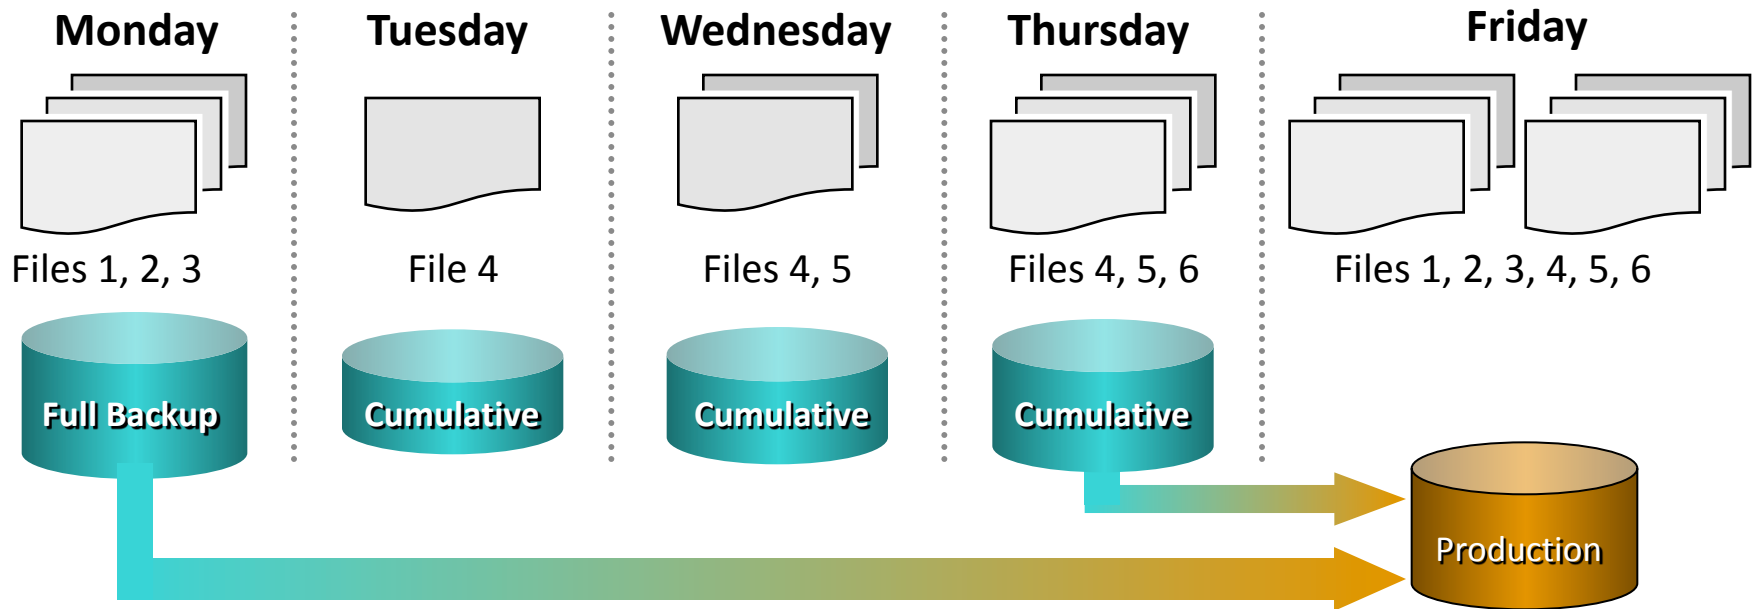 Monday
Tuesday
Wednesday
Thursday
Friday
Files 1, 2, 3
File 4
Files 4, 5
Files 4, 5, 6
Files 1, 2, 3, 4, 5, 6
Full Backup
Cumulative
Cumulative
Cumulative
Production